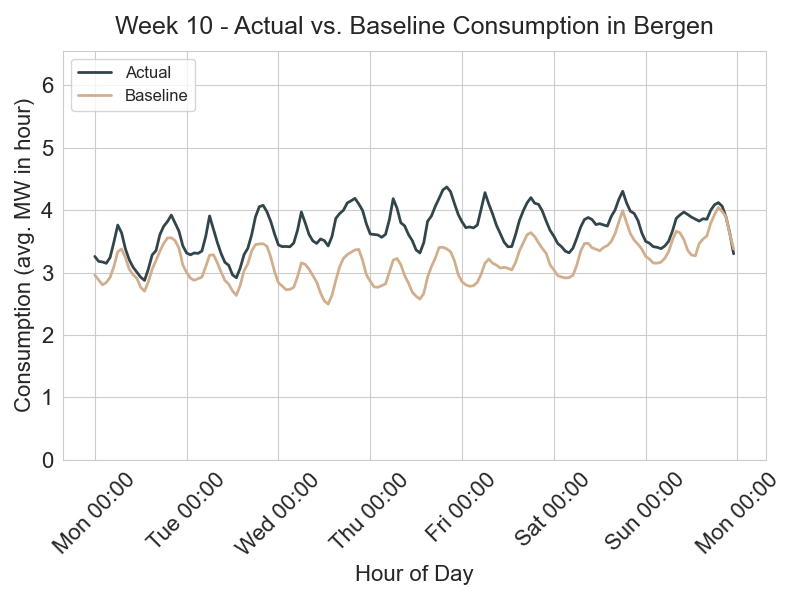 Week 10 - Actual vs. Baseline Consumption in Bergen
Actual
Baseline
Consumption (avg. MW in hour)
6
5
4
3
2
1
0
Mon 00:00
Tue 00:00
Wed 00:00
Thu 00:00
Fri 00:00
Sat 00:00
Sun 00:00
Mon 00:00
Hour of Day